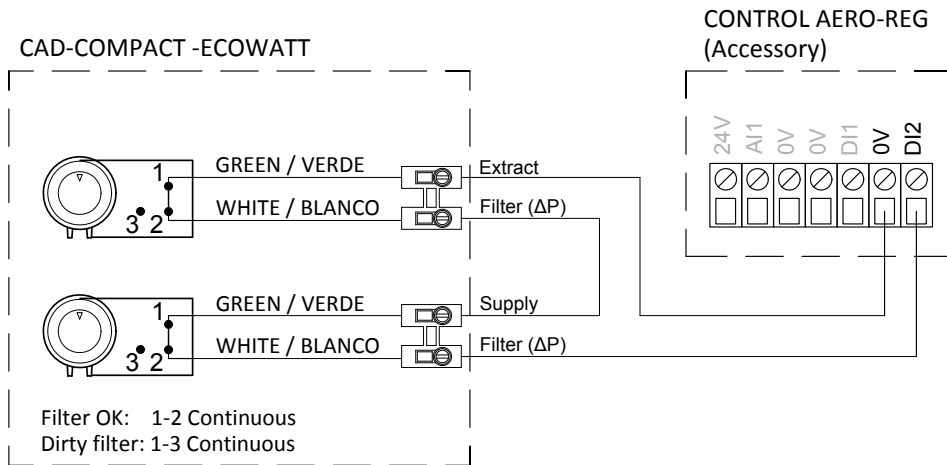 CONTROL AERO-REG
(Accessory)
CAD-COMPACT -ECOWATT
24V
AI1
0V
0V
DI1
0V
DI2
1
GREEN / VERDE
Extract
3 2
WHITE / BLANCO
Filter (ΔP)
1
GREEN / VERDE
Supply
3 2
WHITE / BLANCO
Filter (ΔP)
Filter OK: 1-2 Continuous
Dirty filter: 1-3 Continuous